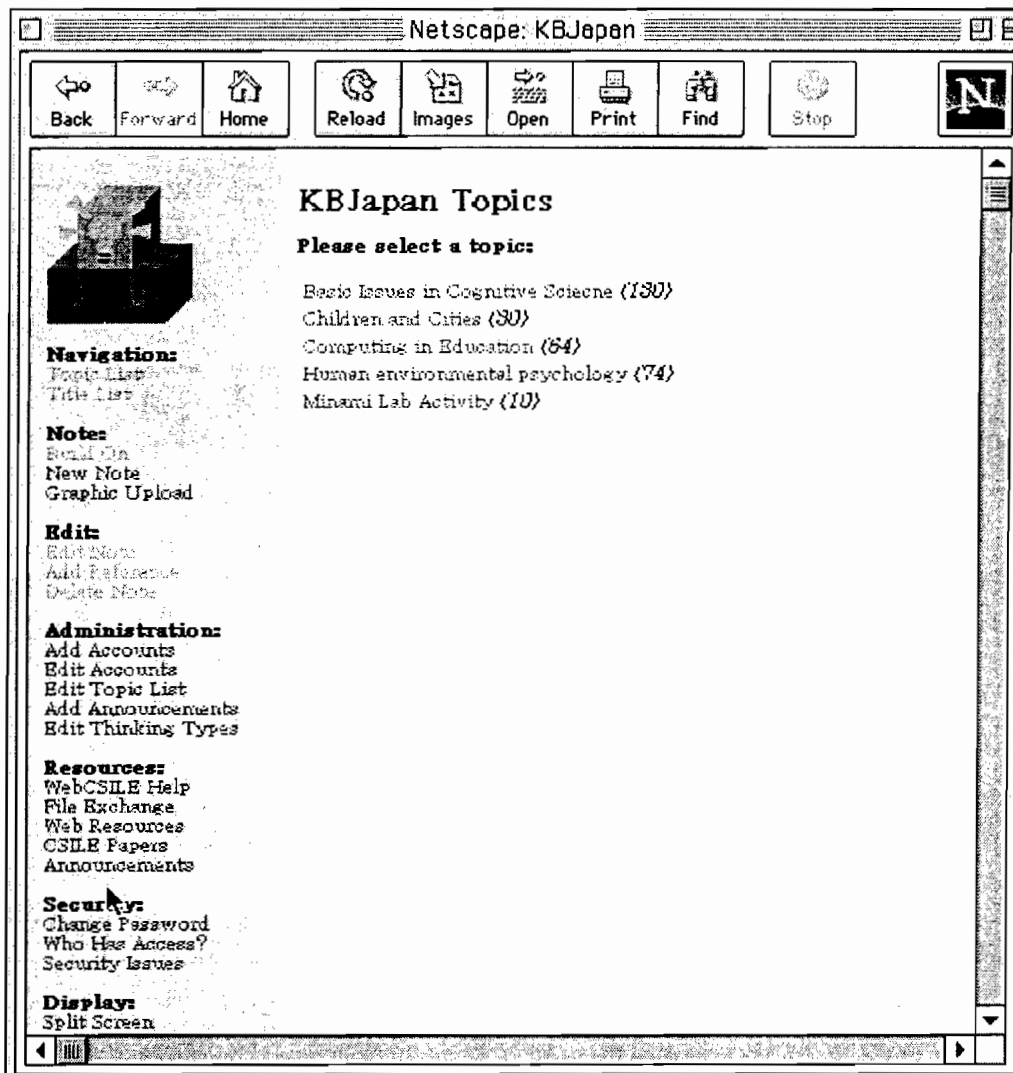 Netscape: KBJapan
Back Forward Home Reload Images Open Print Find Stop N
KBJapan Topics
Please select a topic:
Basic Issues in Cognitive Sciecne (130)
Children and Cities (30)
Computing in Education (64)
Human environmental psychology (74)
Minami Lab Activity (10)
Navigation:
Topic List
Title List
Note:
Build On
New Note
Graphic Upload
Edit:
Edit Note
Add Reference
Delete Note
Administration:
Add Accounts
Edit Accounts
Edit Topic List
Add Announcements
Edit Thinking Types
Resources:
WebCSILE Help
File Exchange
Web Resources
CSILE Papers
Announcements
Security:
Change Password
Who Has Access?
Security Issues
Display:
Split Screen